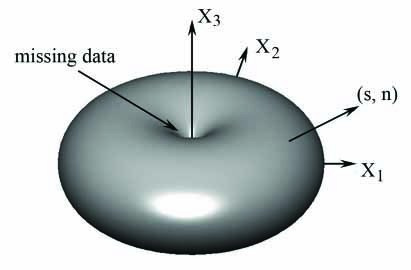 X3
X2
missing data
(s, n)
X1